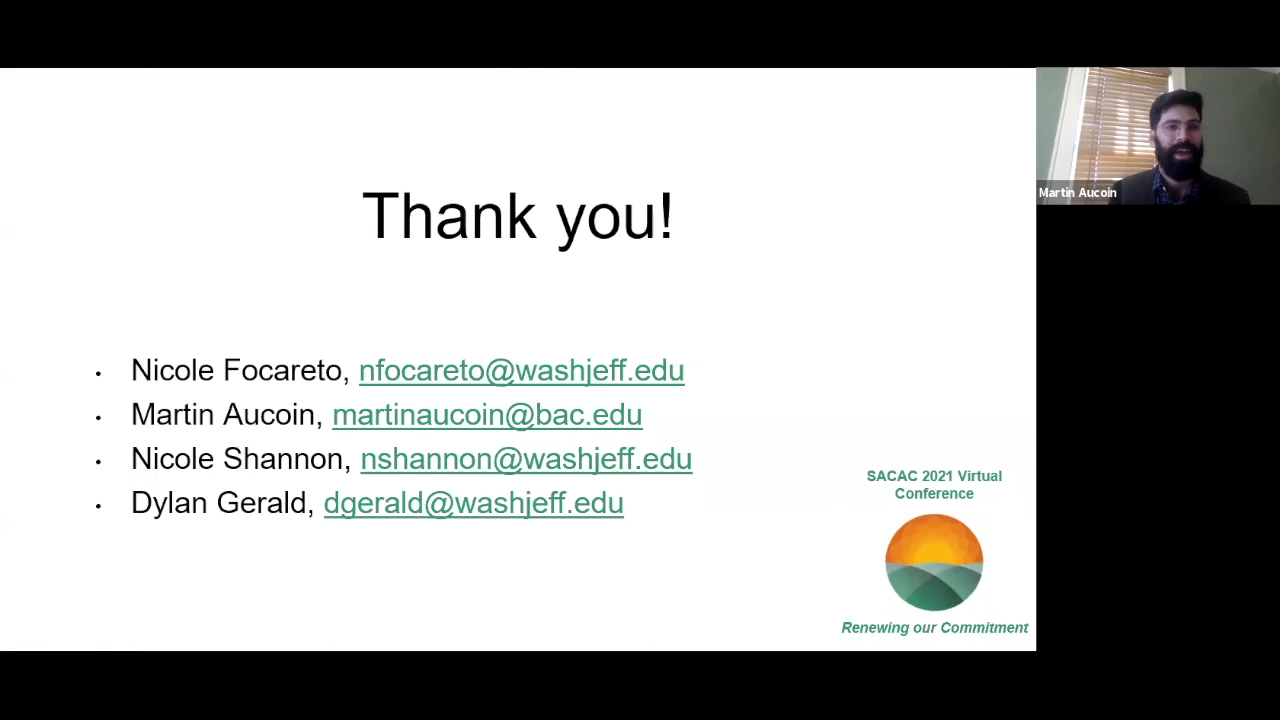 Thank you!
Martin Aucoin
• Nicole Focareto, nfocareto@washjeff.edu
• Martin Aucoin, martinaucoin@bac.edu
• Nicole Shannon, nshannon@washjeff.edu
• Dylan Gerald, dgerald@washjeff.edu
SACAC 2021 Virtual
Conference
Renewing our Commitment